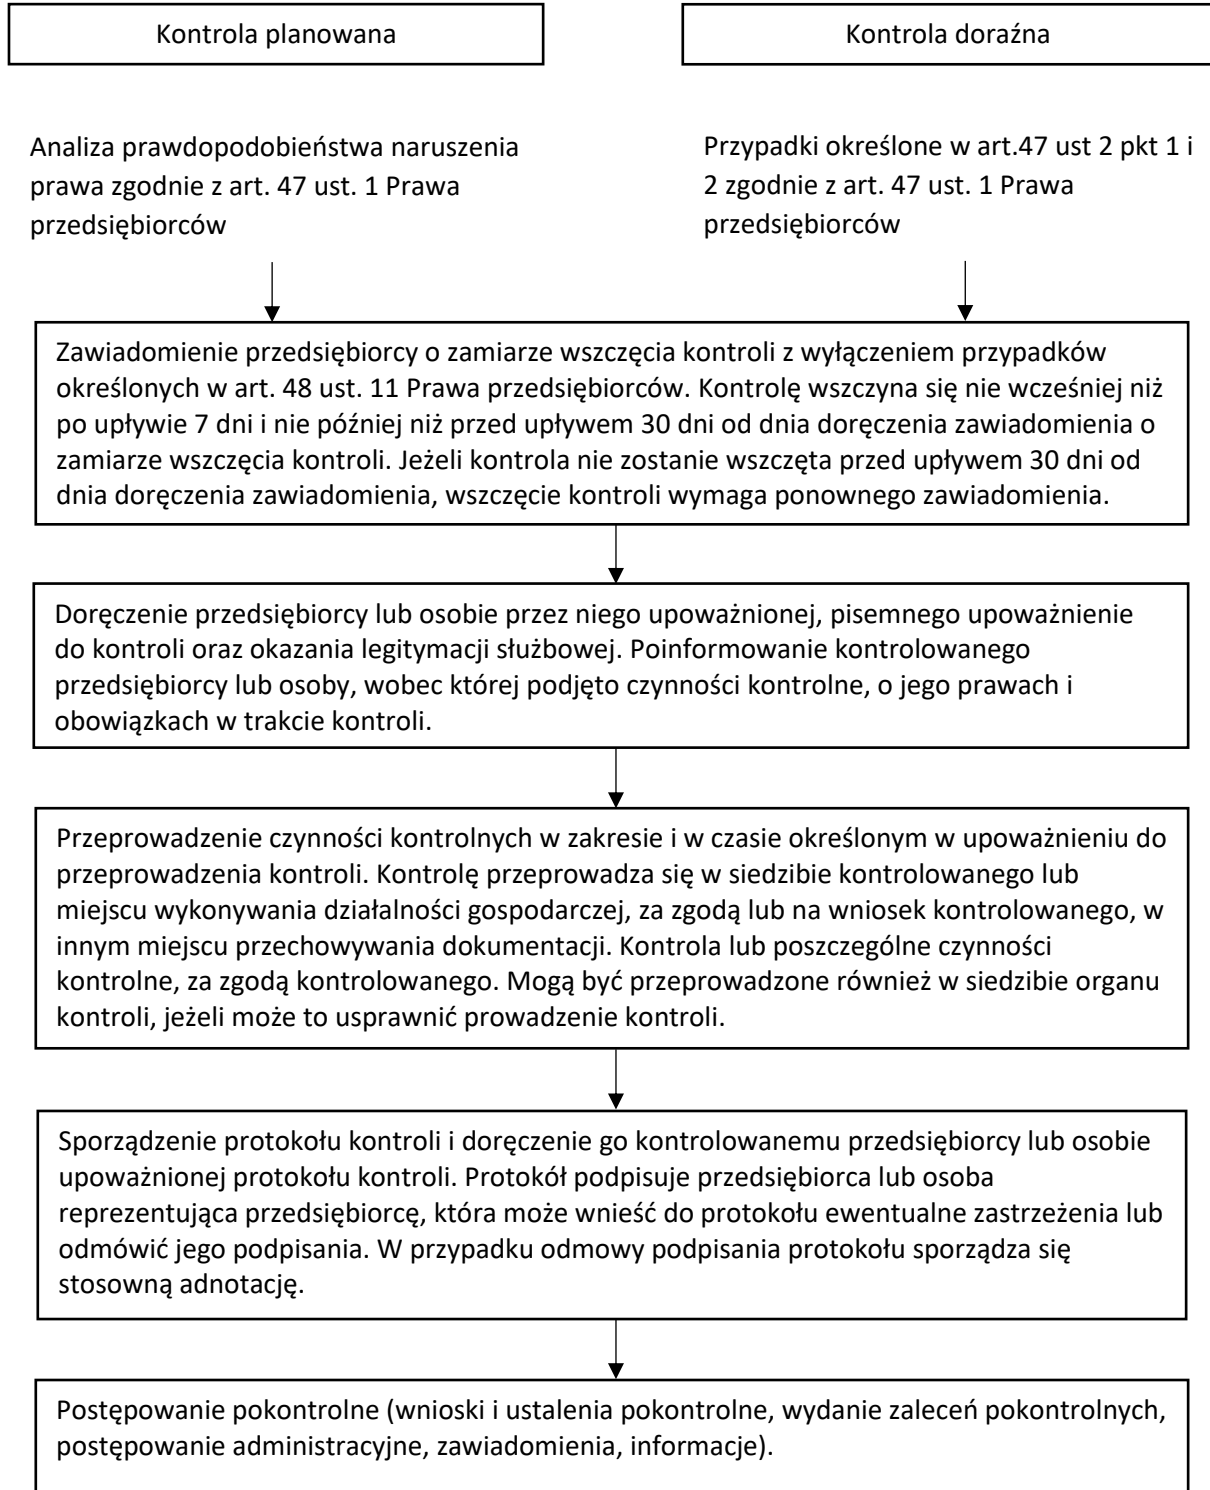 Kontrola planowana
Kontrola doraźna
Analiza prawdopodobieństwa naruszenia
prawa zgodnie z art. 47 ust. 1 Prawa
przedsiębiorców
Przypadki określone w art.47 ust 2 pkt 1 i
2 zgodnie z art. 47 ust. 1 Prawa
przedsiębiorców
Zawiadomienie przedsiębiorcy o zamiarze wszczęcia kontroli z wyłączeniem przypadków
określonych w art. 48 ust. 11 Prawa przedsiębiorców. Kontrolę wszczyna się nie wcześniej niż
po upływie 7 dni i nie później niż przed upływem 30 dni od dnia doręczenia zawiadomienia o
zamiarze wszczęcia kontroli. Jeżeli kontrola nie zostanie wszczęta przed upływem 30 dni od
dnia doręczenia zawiadomienia, wszczęcie kontroli wymaga ponownego zawiadomienia.
Doręczenie przedsiębiorcy lub osobie przez niego upoważnionej, pisemnego upoważnienie
do kontroli oraz okazania legitymacji służbowej. Poinformowanie kontrolowanego
przedsiębiorcy lub osoby, wobec której podjęto czynności kontrolne, o jego prawach i
obowiązkach w trakcie kontroli.
Przeprowadzenie czynności kontrolnych w zakresie i w czasie określonym w upoważnieniu do
przeprowadzenia kontroli. Kontrolę przeprowadza się w siedzibie kontrolowanego lub
miejscu wykonywania działalności gospodarczej, za zgodą lub na wniosek kontrolowanego, w
innym miejscu przechowywania dokumentacji. Kontrola lub poszczególne czynności
kontrolne, za zgodą kontrolowanego. Mogą być przeprowadzone również w siedzibie organu
kontroli, jeżeli może to usprawnić prowadzenie kontroli.
Sporządzenie protokołu kontroli i doręczenie go kontrolowanemu przedsiębiorcy lub osobie
upoważnionej protokołu kontroli. Protokół podpisuje przedsiębiorca lub osoba
reprezentująca przedsiębiorcę, która może wnieść do protokołu ewentualne zastrzeżenia lub
odmówić jego podpisania. W przypadku odmowy podpisania protokołu sporządza się
stosowną adnotację.
Postępowanie pokontrolne (wnioski i ustalenia pokontrolne, wydanie zaleceń pokontrolnych,
postępowanie administracyjne, zawiadomienia, informacje).